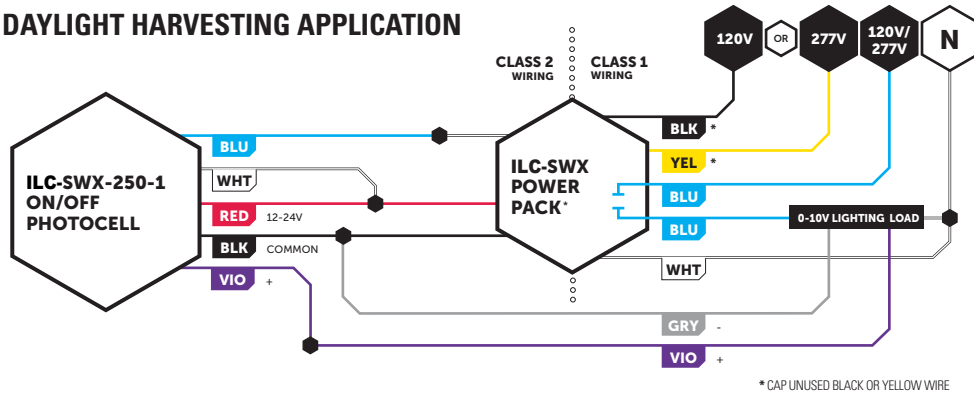 DAYLIGHT HARVESTING APPLICATION
120V
OR
277V
120V/
277V
N
CLASS 2
WIRING
CLASS 1
WIRING
ILC-SWX-250-1
ON/OFF
PHOTOCELL
BLU
WHT
RED 12-24V
BLK COMMON
VIO +
ILC-SWX
POWER
PACK*
BLK *
YEL *
BLU
BLU
0-10V LIGHTING LOAD
WHT
GRY -
VIO +
* CAP UNUSED BLACK OR YELLOW WIRE